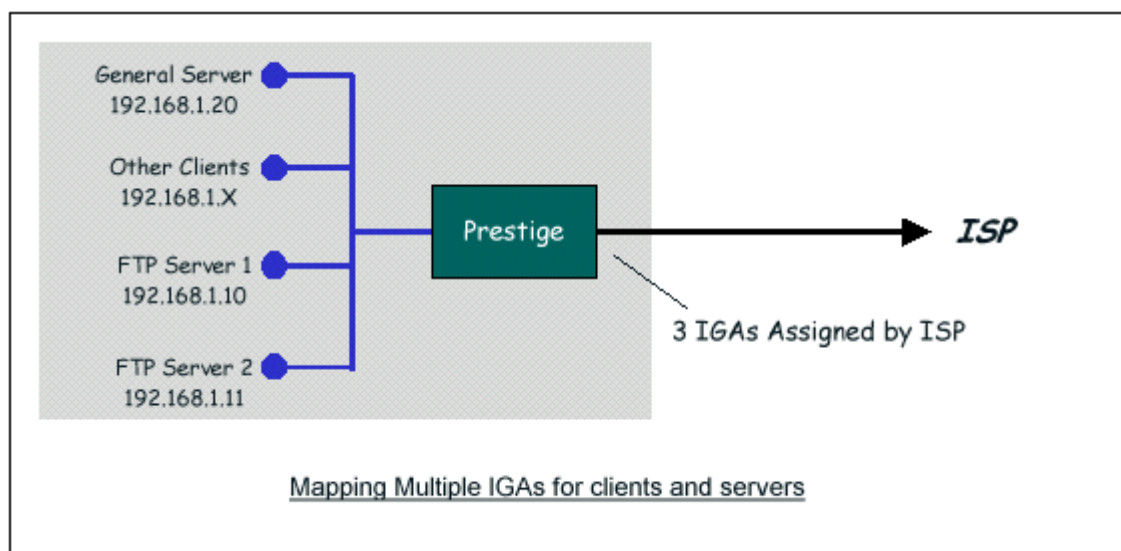 General Server
192.168.1.20
Other Clients
192.168.1.X
FTP Server 1
192.168.1.10
FTP Server 2
192.168.1.11
Prestige
ISP
3 IGAs Assigned by ISP
Mapping Multiple IGAs for clients and servers